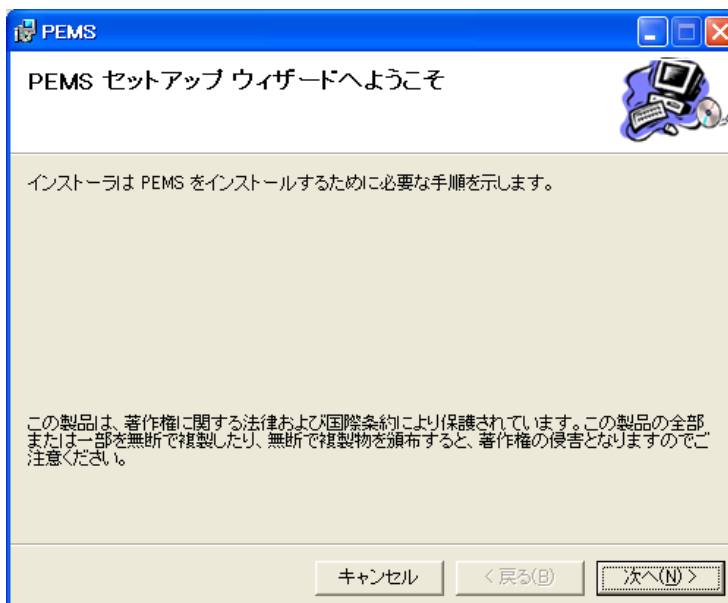 PEMS
PEMS セットアップ ウィザードへようこそ
インストーラは PEMS をインストールするために必要な手順を示します。
この製品は、著作権に関する法律および国際条約により保護されています。この製品の全部
または一部を無断で複製したり、無断で複製物を頒布すると、著作権の侵害となりますのでご
注意ください。
キャンセル
< 戻る(B)
次へ(N) >